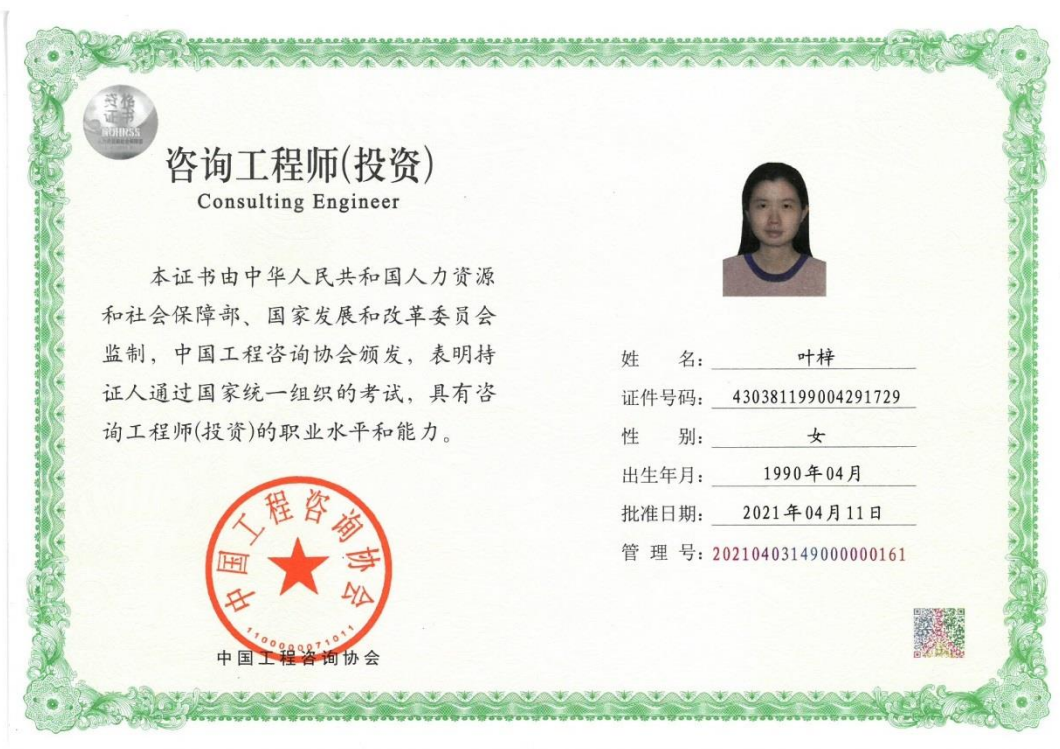 资格
证书
MOHRSS
咨询工程师(投资)
Consulting Engineer
本证书由中华人民共和国人力资源
和社会保障部、国家发展和改革委员会
监制，中国工程咨询协会颁发，表明持
证人通过国家统一组织的考试，具有咨
询工程师(投资)的职业水平和能力。
中国工程咨询协会
1100000071011
中国工程咨询协会
姓 名：叶梓
证件号码：430381199004291729
性 别：女
出生年月：1990年04月
批准日期：2021年04月11日
管 理 号：20210403149000000161